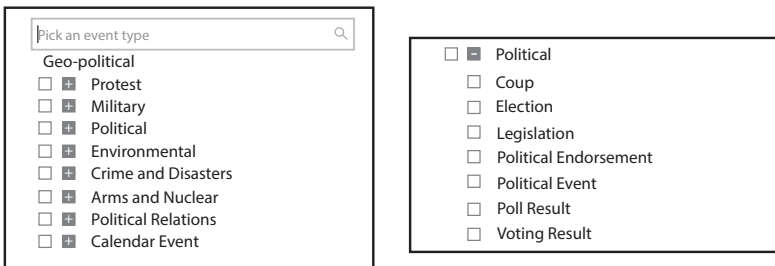 Pick an event type
Geo-political
Protest
Military
Political
Environmental
Crime and Disasters
Arms and Nuclear
Political Relations
Calendar Event
Political
Coup
Election
Legislation
Political Endorsement
Political Event
Poll Result
Voting Result